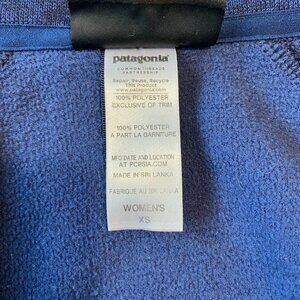 patagonia
COMMON THREADS
PARTNERSHIP
Repair, Reuse, Recycle
This Product
www.patagonia.com
100% POLYESTER
EXCLUSIVE OF TRIM
100% POLYESTER
A PART LA GARNITURE
MFG DATE AND LOCATION
AT PCPSIA.COM
MADE IN SRI LANKA
FABRIQUÉ AU SRI LANKA
WOMEN'S
XS